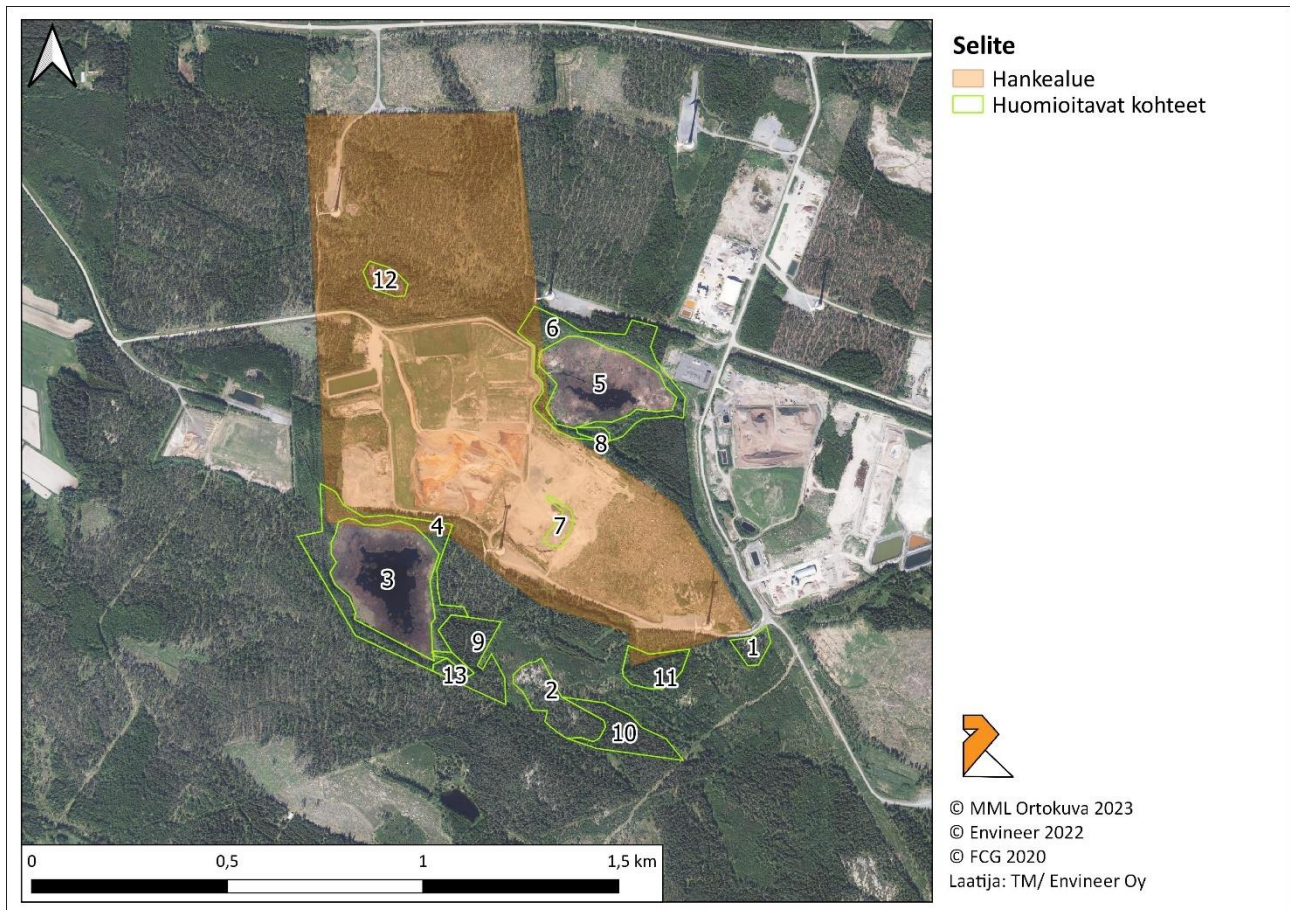 Selite
Hankealue
Huomioitavat kohteet
12
6
5
8
7
4
3
9
13
2
10
11
1
0 0,5 1 1,5 km
© MML Ortokuva 2023
© Envineer 2022
© FCG 2020
Laatija: TM/ Envineer Oy